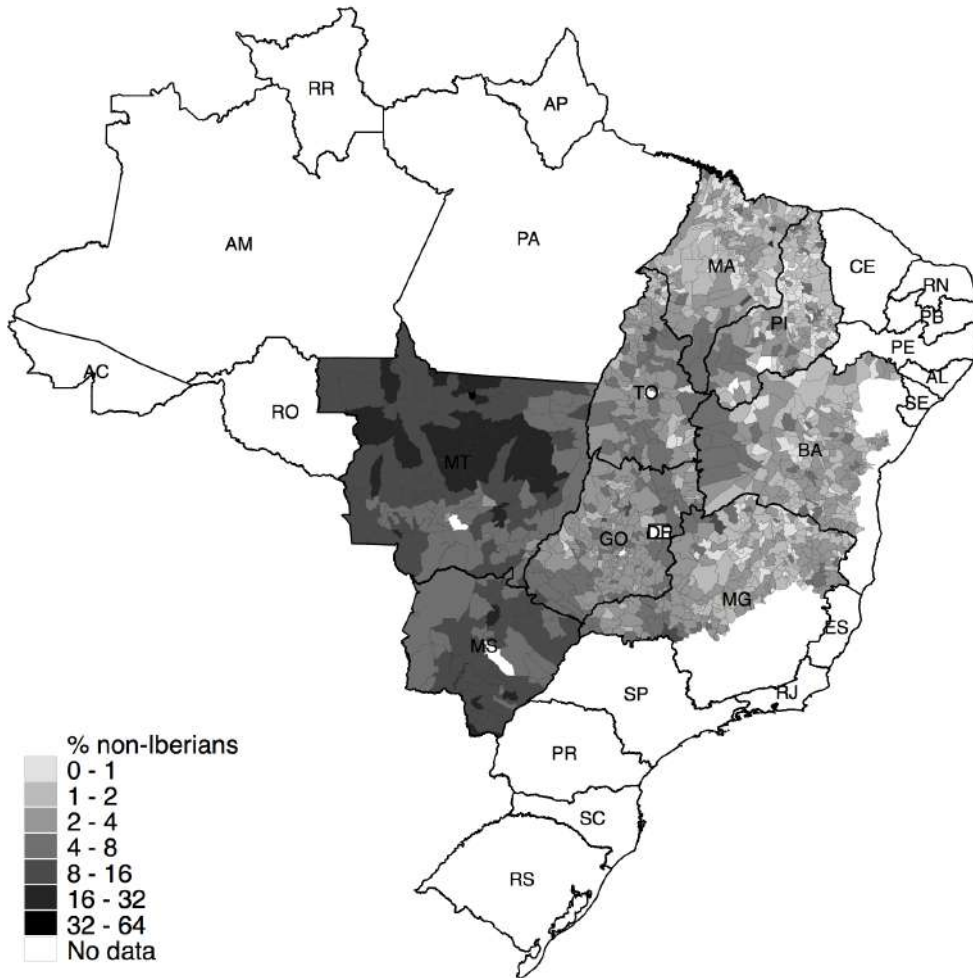 RR
AP
AM
PA
MA
CE
RN
PB
PI
PE
AC
AL
TO
SE
RO
BA
MT
GO
DF
MG
MS
ES
SP
RJ
PR
SC
RS
% non-Iberians
0 - 1
1 - 2
2 - 4
4 - 8
8 - 16
16 - 32
32 - 64
No data